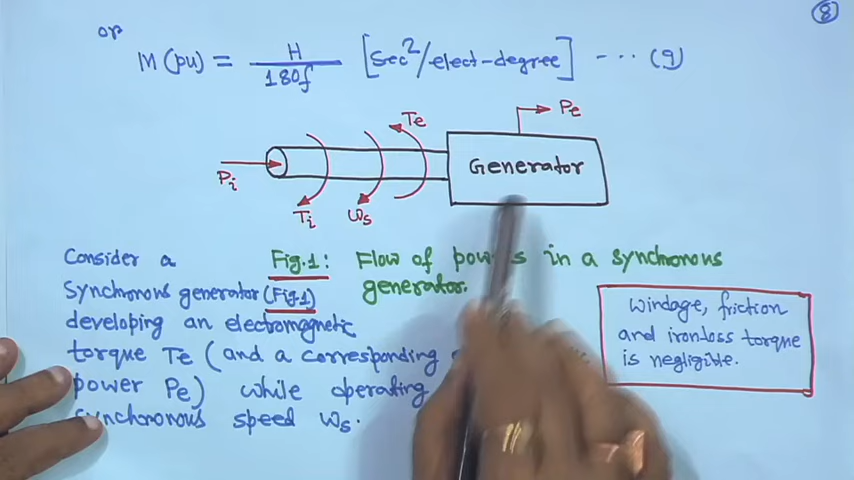 8
or
M(pu) = H / 180f [sec²/elect-degree] --- (9)
Te
Pe
Generator
Pi
Ti
ωs
Consider a
synchronous generator (Fig.1)
developing an electromagnetic
torque Te (and a corresponding
power Pe) while operating
synchronous speed ωs.
Fig.1: Flow of powers in a synchronous
generator.
windage, friction
and ironloss torque
is negligible.